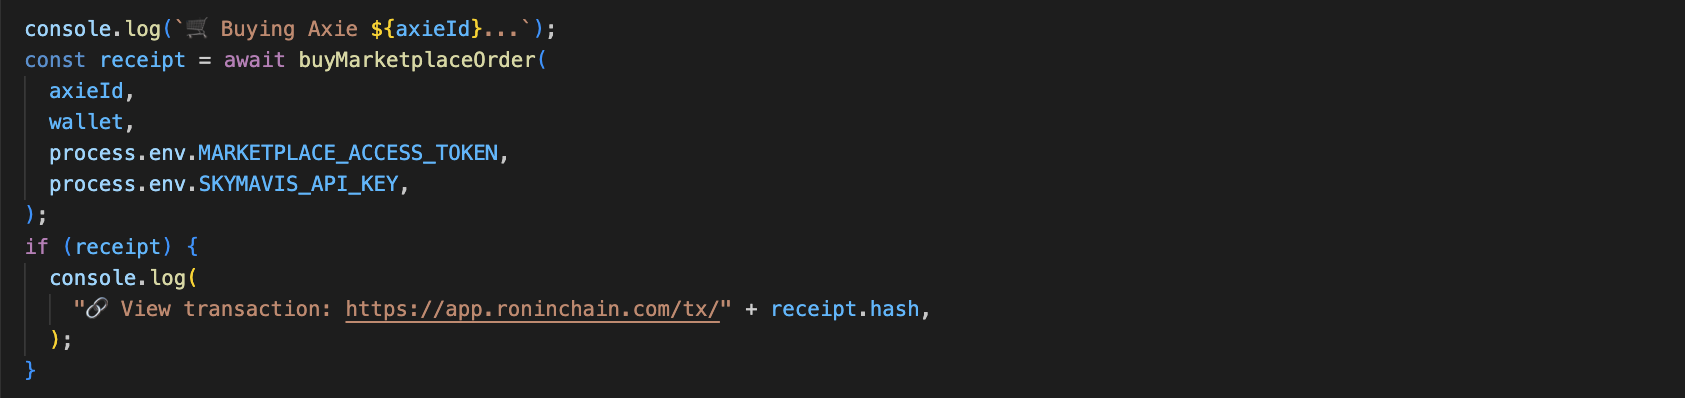 console.log(`🛒 Buying Axie ${axieId}...`);
const receipt = await buyMarketplaceOrder(
  axieId,
  wallet,
  process.env.MARKETPLACE_ACCESS_TOKEN,
  process.env.SKYMAVIS_API_KEY,
);
if (receipt) {
  console.log(
    "🔗 View transaction: https://app.roninchain.com/tx/" + receipt.hash,
  );
}